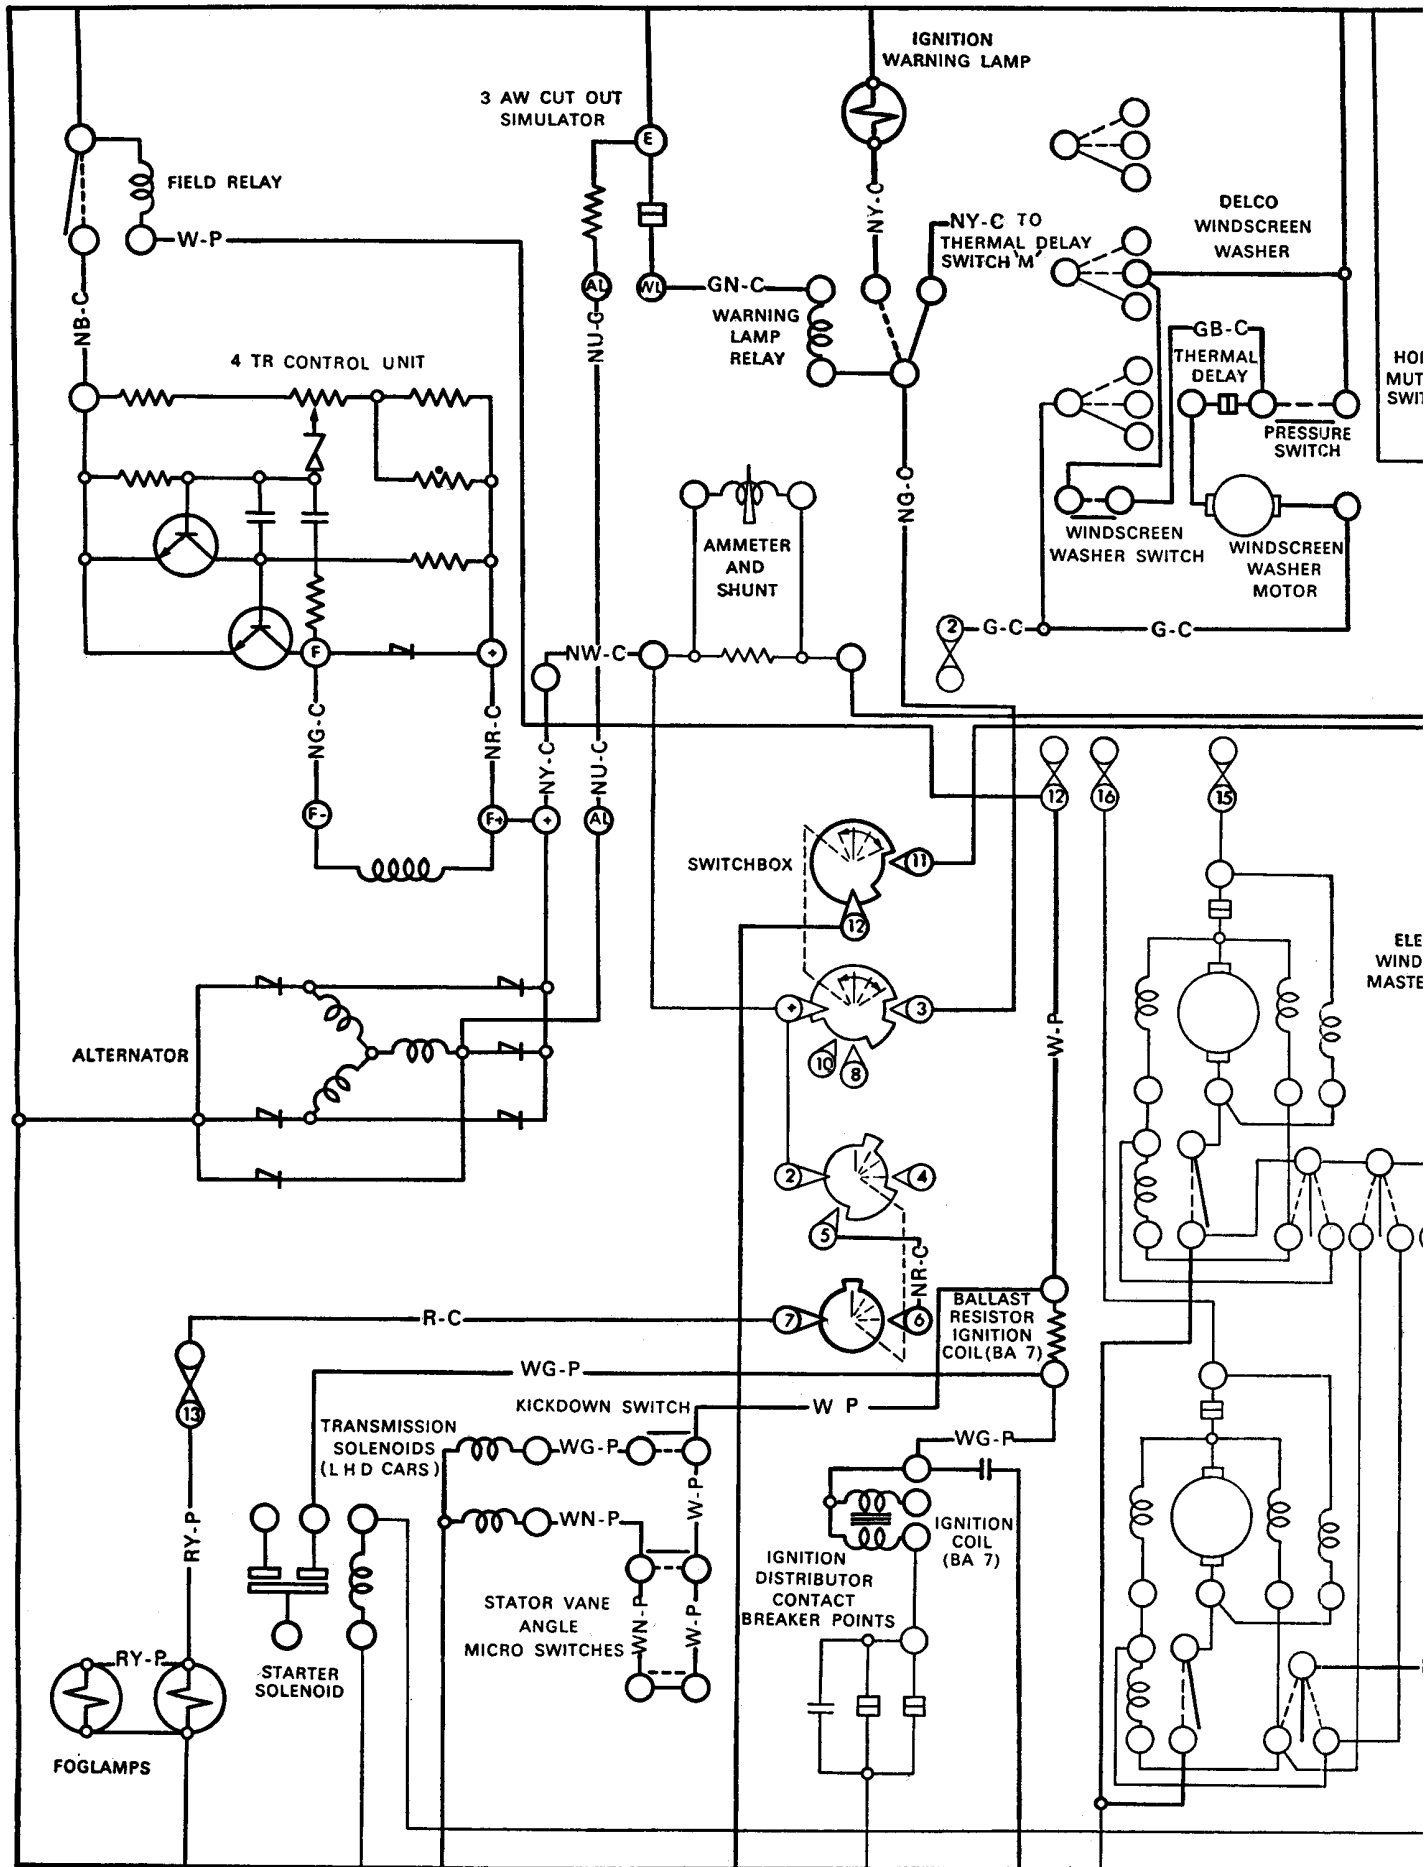 IGNITION
WARNING LAMP
3 AW CUT OUT
SIMULATOR
E
FIELD RELAY
W-P
NY-C
NY-C TO
THERMAL DELAY
SWITCH 'M'
DELCO
WINDSCREEN
WASHER
NB-C
AL
WL
GN-C
WARNING
LAMP
RELAY
NU-G
GB-C
THERMAL
DELAY
4 TR CONTROL UNIT
PRESSURE
SWITCH
NG-C
AMMETER
AND
SHUNT
WINDSCREEN
WASHER SWITCH
WINDSCREEN
WASHER
MOTOR
F
+
NW-C
2
G-C
G-C
NG-C
NR-C
NY-C
NU-C
12
16
15
F-
F+
+
AL
SWITCHBOX
11
12
ALTERNATOR
+
3
10
8
W-P
2
4
5
NR-C
R-C
7
6
BALLAST
RESISTOR
IGNITION
COIL (BA 7)
13
WG-P
KICKDOWN SWITCH
W P
TRANSMISSION
SOLENOIDS
(LHD CARS)
WG-P
WG-P
W-P
WN-P
IGNITION
COIL
(BA 7)
RY-P
IGNITION
DISTRIBUTOR
CONTACT
BREAKER POINTS
STATOR VANE
ANGLE
MICRO SWITCHES
WN-P
W-P
RY-P
STARTER
SOLENOID
FOGLAMPS